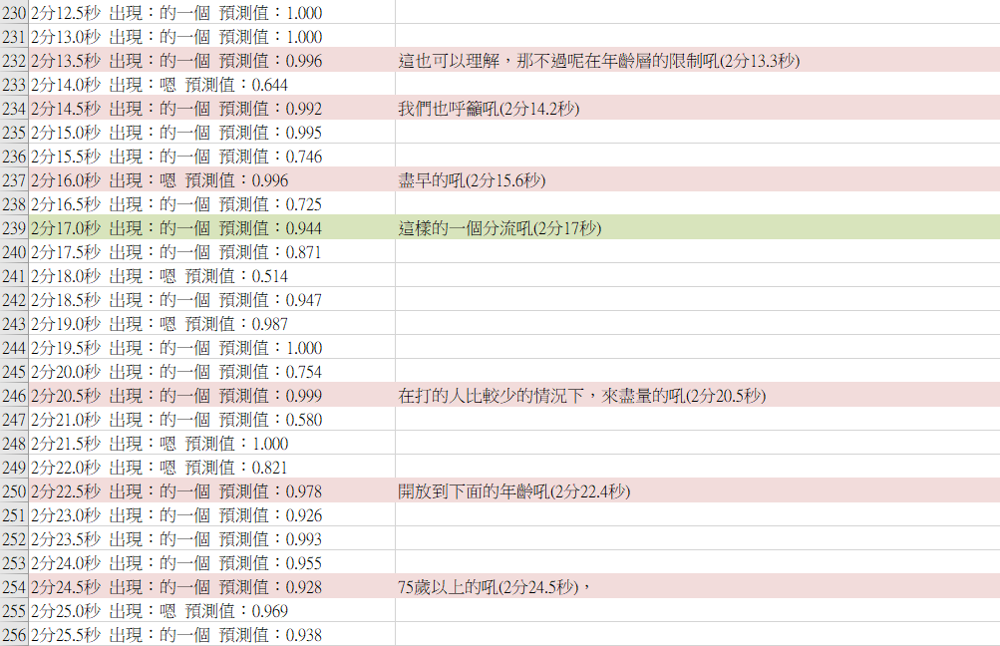 230 2分12.5秒 出現：的一個 預測值：1.000
231 2分13.0秒 出現：的一個 預測值：1.000
232 2分13.5秒 出現：的一個 預測值：0.996 這也可以理解，那不過呢在年齡層的限制吼(2分13.3秒)
233 2分14.0秒 出現：嗯 預測值：0.644
234 2分14.5秒 出現：的一個 預測值：0.992 我們也呼籲吼(2分14.2秒)
235 2分15.0秒 出現：的一個 預測值：0.995
236 2分15.5秒 出現：的一個 預測值：0.746
237 2分16.0秒 出現：嗯 預測值：0.996 盡早的吼(2分15.6秒)
238 2分16.5秒 出現：的一個 預測值：0.725
239 2分17.0秒 出現：的一個 預測值：0.944 這樣的一個分流吼(2分17秒)
240 2分17.5秒 出現：的一個 預測值：0.871
241 2分18.0秒 出現：嗯 預測值：0.514
242 2分18.5秒 出現：的一個 預測值：0.947
243 2分19.0秒 出現：嗯 預測值：0.987
244 2分19.5秒 出現：的一個 預測值：1.000
245 2分20.0秒 出現：的一個 預測值：0.754
246 2分20.5秒 出現：的一個 預測值：0.999 在打的人比較少的情況下，來盡量的吼(2分20.5秒)
247 2分21.0秒 出現：的一個 預測值：0.580
248 2分21.5秒 出現：嗯 預測值：1.000
249 2分22.0秒 出現：嗯 預測值：0.821
250 2分22.5秒 出現：的一個 預測值：0.978 開放到下面的年齡吼(2分22.4秒)
251 2分23.0秒 出現：的一個 預測值：0.926
252 2分23.5秒 出現：的一個 預測值：0.993
253 2分24.0秒 出現：的一個 預測值：0.955
254 2分24.5秒 出現：的一個 預測值：0.928 75歲以上的吼(2分24.5秒)，
255 2分25.0秒 出現：嗯 預測值：0.969
256 2分25.5秒 出現：的一個 預測值：0.938